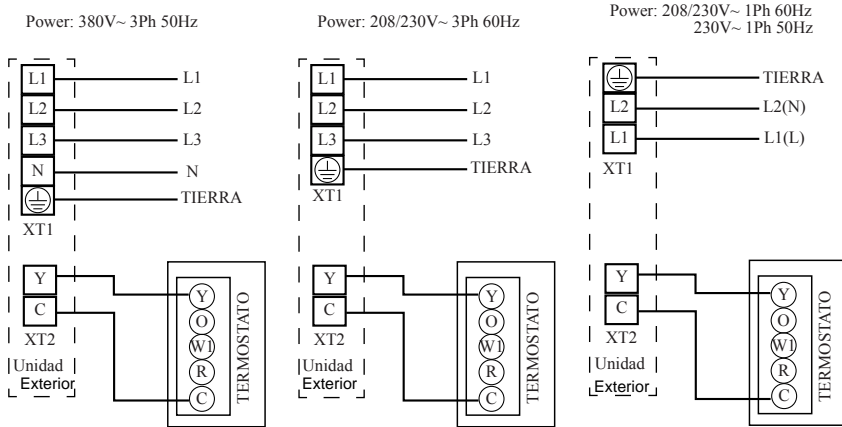 Power: 380V~ 3Ph 50Hz
L1 L1
L2 L2
L3 L3
N N
TIERRA
XT1
Y
C
XT2
Y
O
W1
R
C
TERMOSTATO
Unidad
Exterior
Power: 208/230V~ 3Ph 60Hz
L1 L1
L2 L2
L3 L3
TIERRA
XT1
Y
C
XT2
Y
O
W1
R
C
TERMOSTATO
Unidad
Exterior
Power: 208/230V~ 1Ph 60Hz
230V~ 1Ph 50Hz
TIERRA
L2 L2(N)
L1 L1(L)
XT1
Y
C
XT2
Y
O
W1
R
C
TERMOSTATO
Unidad
Exterior